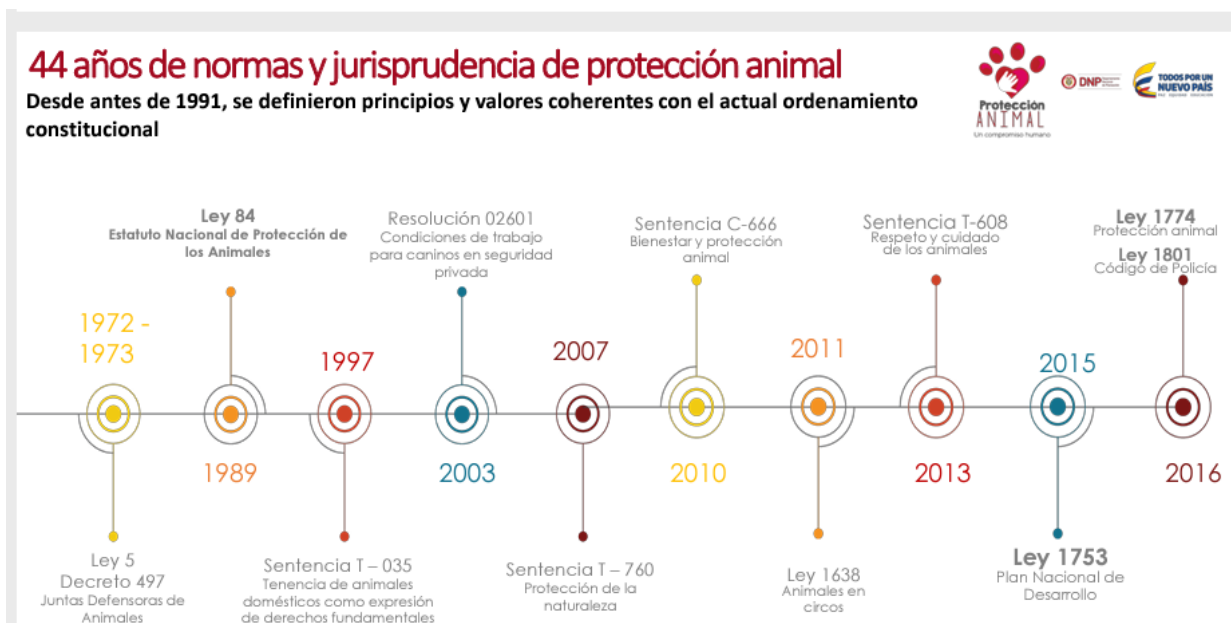 44 años de normas y jurisprudencia de protección animal
Desde antes de 1991, se definieron principios y valores coherentes con el actual ordenamiento
constitucional
Protección
ANIMAL
Un compromiso humano
DNP
TODOS POR UN
NUEVO PAÍS
PAZ EQUIDAD EDUCACIÓN
Ley 84
Estatuto Nacional de Protección de
los Animales
Resolución 02601
Condiciones de trabajo
para caninos en seguridad
privada
Sentencia C-666
Bienestar y protección
animal
Sentencia T-608
Respeto y cuidado
de los animales
Ley 1774
Protección animal
Ley 1801
Código de Policía
1972 -
1973
1997
2007
2011
2015
1989
2003
2010
2013
2016
Ley 5
Decreto 497
Juntas Defensoras de
Animales
Sentencia T – 035
Tenencia de animales
domésticos como expresión
de derechos fundamentales
Sentencia T – 760
Protección de la
naturaleza
Ley 1638
Animales en
circos
Ley 1753
Plan Nacional de
Desarrollo